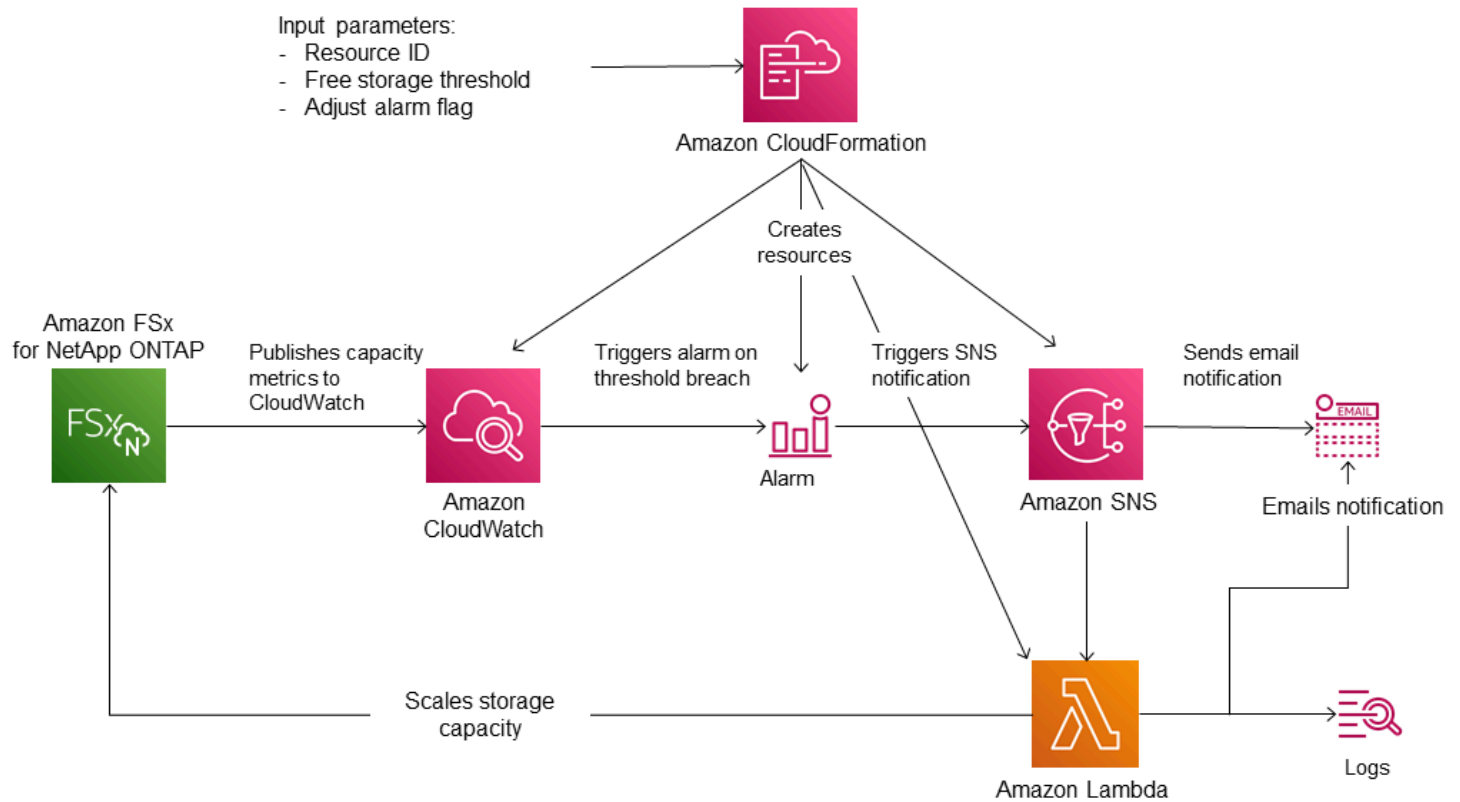 Input parameters:
- Resource ID
- Free storage threshold
- Adjust alarm flag
Amazon CloudFormation
Creates
resources
Amazon FSx
for NetApp ONTAP
FSx
N
Publishes capacity
metrics to
CloudWatch
Amazon
CloudWatch
Triggers alarm on
threshold breach
Alarm
Triggers SNS
notification
Amazon SNS
Sends email
notification
EMAIL
Emails notification
Scales storage
capacity
Amazon Lambda
Logs